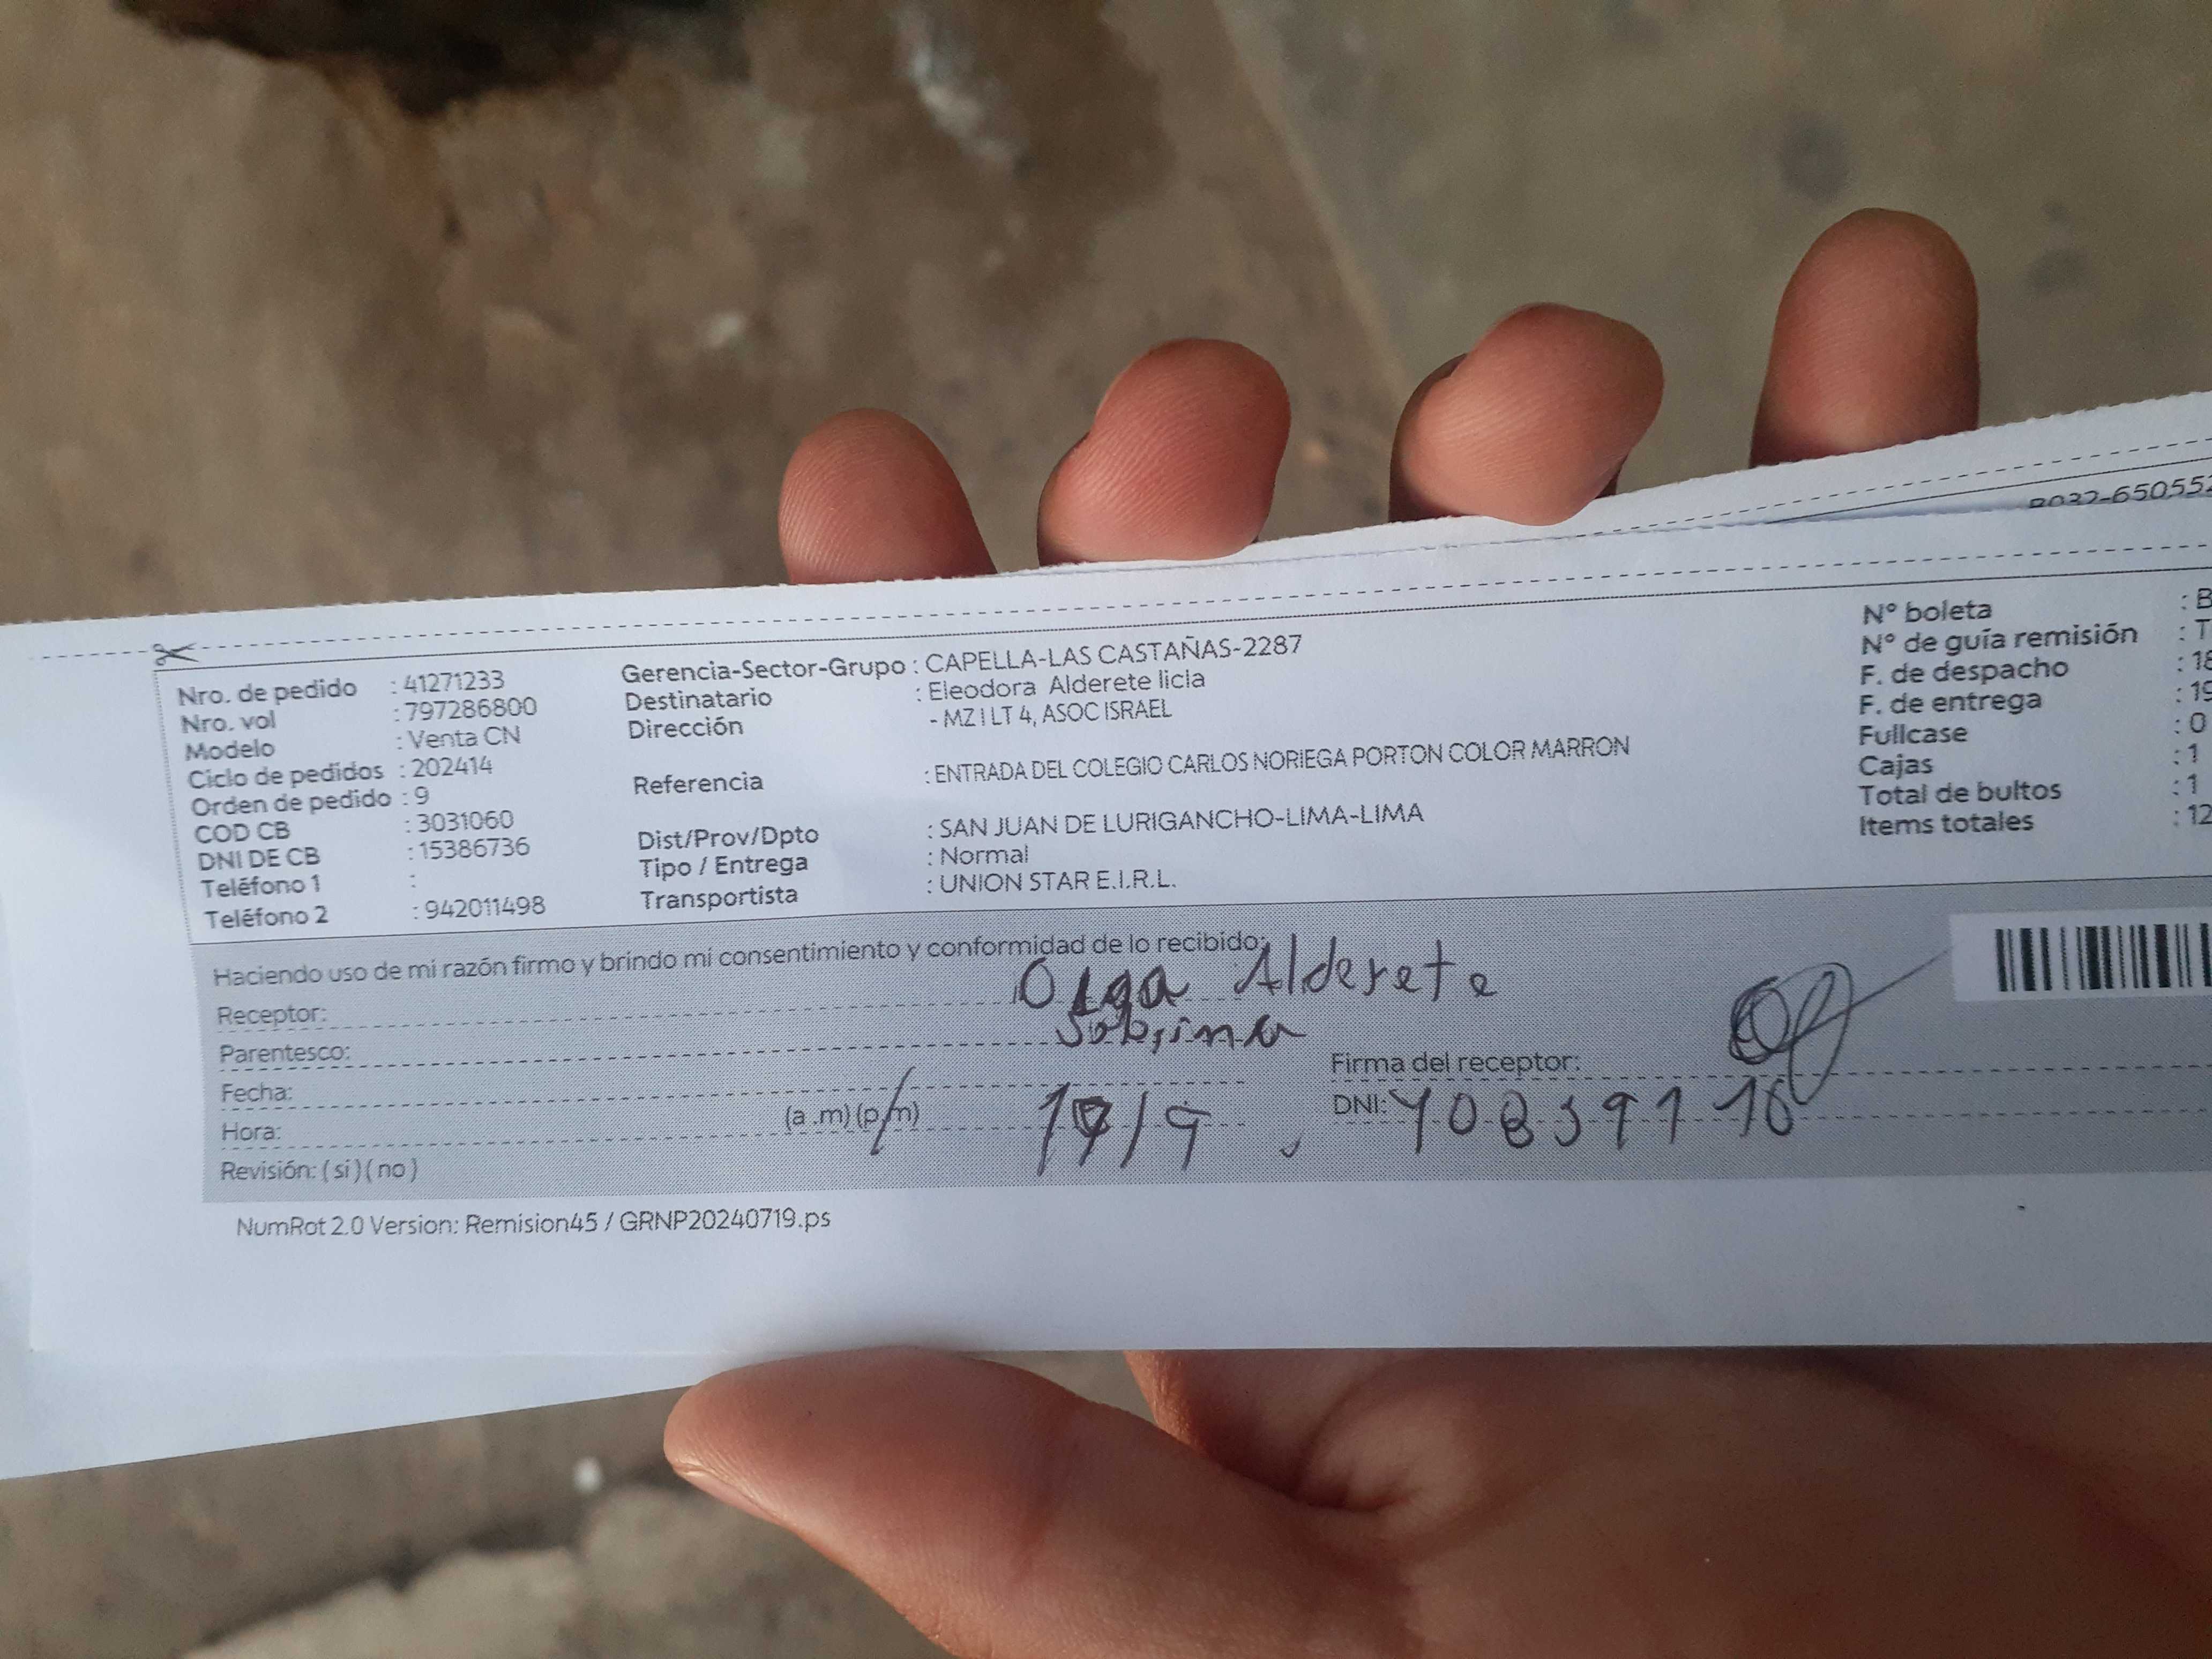 B032-650552
Nro. de pedido : 41271233
Nro. vol : 797286800
Modelo : Venta CN
Ciclo de pedidos : 202414
Orden de pedido : 9
COD CB : 3031060
DNI DE CB : 15386736
Teléfono 1 :
Teléfono 2 : 942011498
Gerencia-Sector-Grupo : CAPELLA-LAS CASTAÑAS-2287
Destinatario : Eleodora Alderete licla
Dirección - MZ I LT 4, ASOC ISRAEL
Referencia : ENTRADA DEL COLEGIO CARLOS NORIEGA PORTON COLOR MARRON
Dist/Prov/Dpto : SAN JUAN DE LURIGANCHO-LIMA-LIMA
Tipo / Entrega : Normal
Transportista : UNION STAR E.I.R.L.
N° boleta : B
N° de guía remisión : T
F. de despacho : 18
F. de entrega : 19
Fullcase : 0
Cajas : 1
Total de bultos : 1
Items totales : 12
Haciendo uso de mi razón firmo y brindo mi consentimiento y conformidad de lo recibido:
Receptor: Olga Alderete
Parentesco: Sobrina
Fecha:
Firma del receptor:
Hora: (a .m) (p/m)
DNI:
Revisión: ( si ) ( no )
NumRot 2.0 Version: Remision45 / GRNP20240719.ps